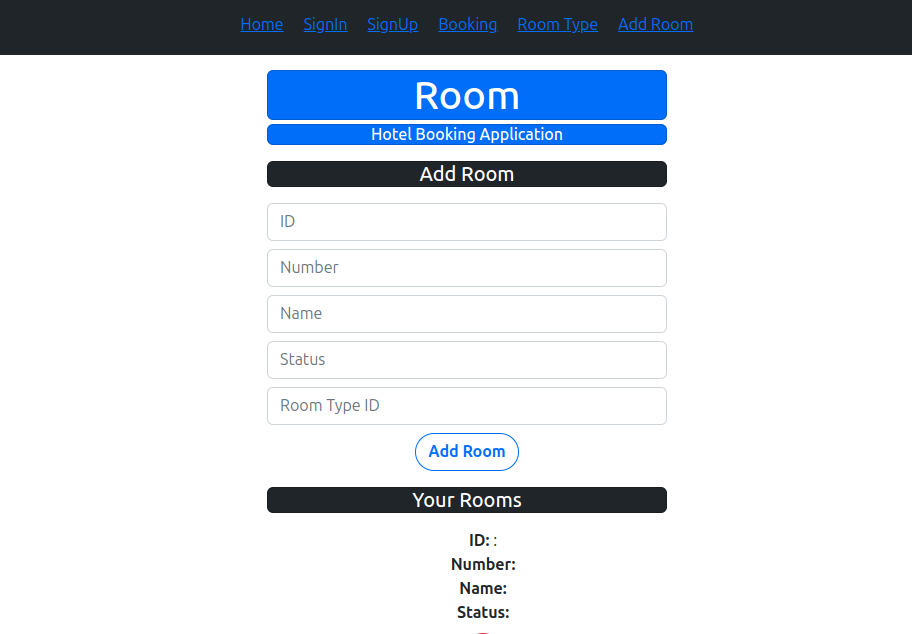 Home SignIn SignUp Booking Room Type Add Room
Room
Hotel Booking Application
Add Room
ID
Number
Name
Status
Room Type ID
Add Room
Your Rooms
ID: :
Number:
Name:
Status: